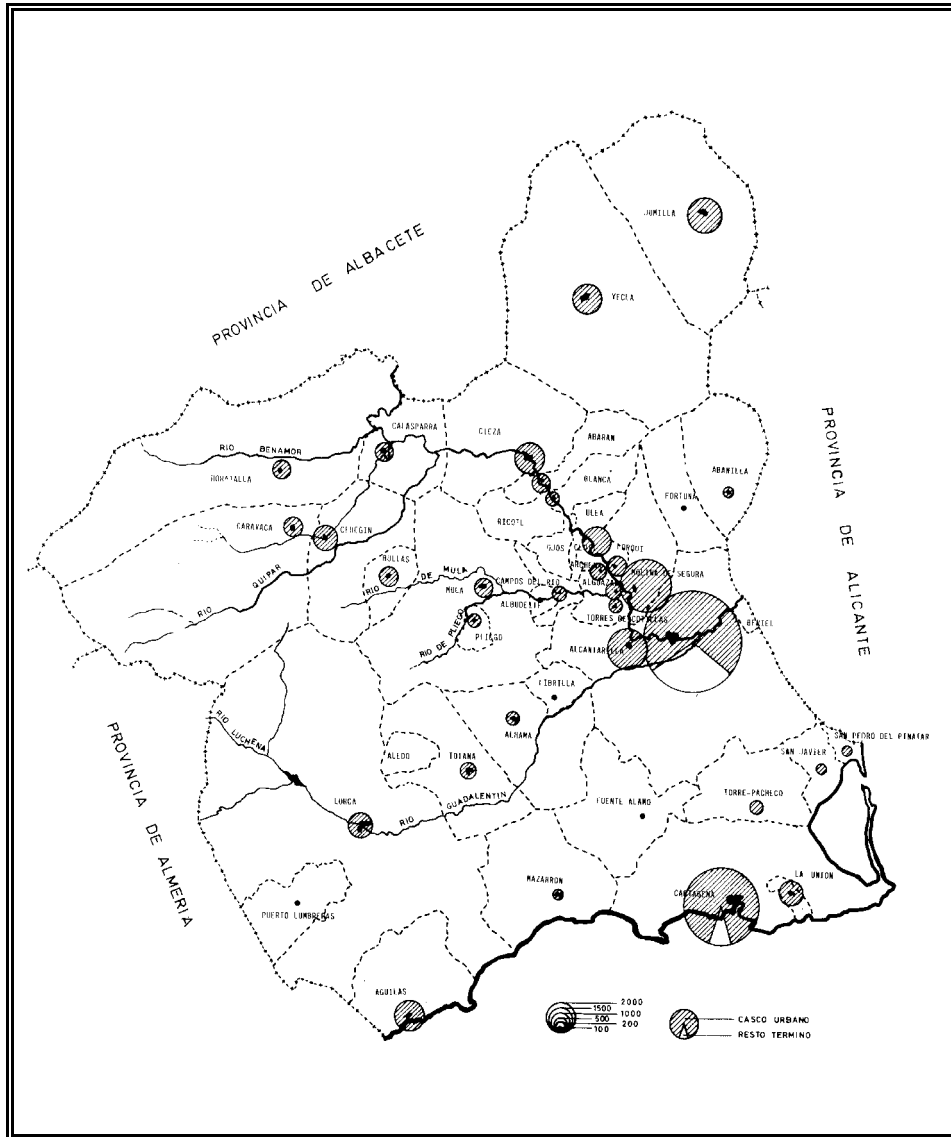 JUMILLA
YECLA
PROVINCIA DE ALBACETE
PROVINCIA DE ALICANTE
PROVINCIA DE ALMERIA
CALASPARRA
CIEZA
ABARAN
RIO BENAMOR
MORATALLA
BLANCA
ABANILLA
FORTUNA
ULEA
RICOTE
CARAVACA
CEHEGIN
OJOS
LORQUI
BULLAS
RIO QUIPAR
RIO DE MULA
MULA
CAMPOS DEL RIO
ALGUAZAS
MOLINA DE SEGURA
ALBUDEITE
TORRES DE COTILLAS
BENIEL
PLIEGO
RIO DE PLIEGO
ALCANTARILLA
LIBRILLA
RIO LUCHENA
ALHAMA
SAN PEDRO DEL PINATAR
SAN JAVIER
ALEDO
TOTANA
LORCA
RIO GUADALENTIN
FUENTE ALAMO
TORRE-PACHECO
MAZARRON
CARTAGENA
LA UNION
PUERTO LUMBRERAS
AGUILAS
2000
1500
1000
500
200
100
CASCO URBANO
RESTO TERMINO